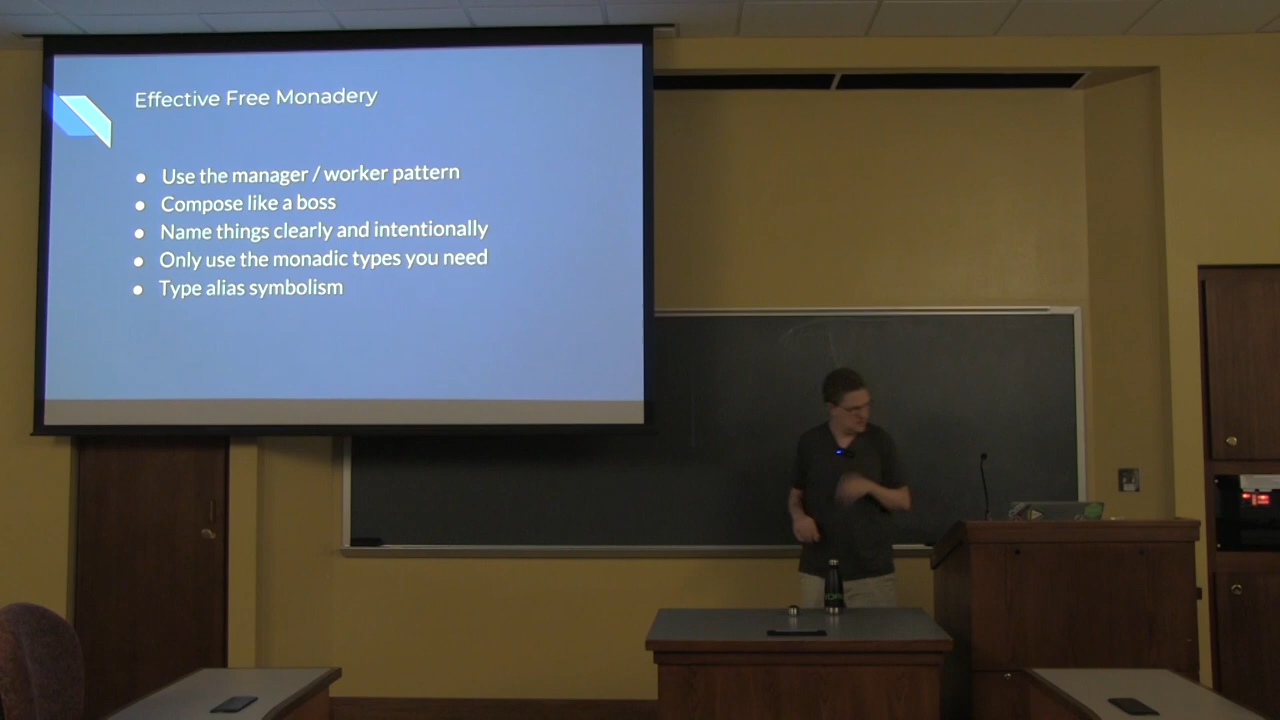 Effective Free Monadery
● Use the manager / worker pattern
● Compose like a boss
● Name things clearly and intentionally
● Only use the monadic types you need
● Type alias symbolism